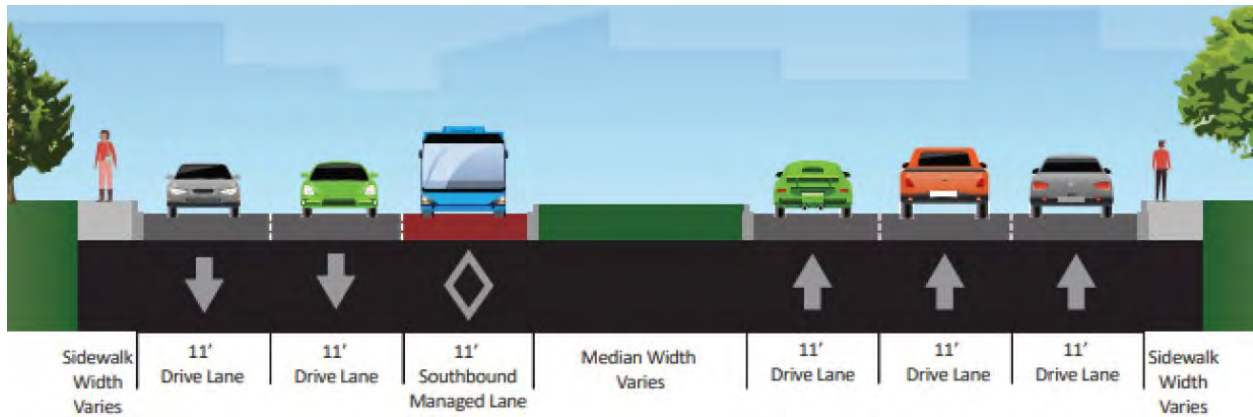 Sidewalk
Width
Varies
11'
Drive Lane
11'
Drive Lane
11'
Southbound
Managed Lane
Median Width
Varies
11'
Drive Lane
11'
Drive Lane
11'
Drive Lane
Sidewalk
Width
Varies